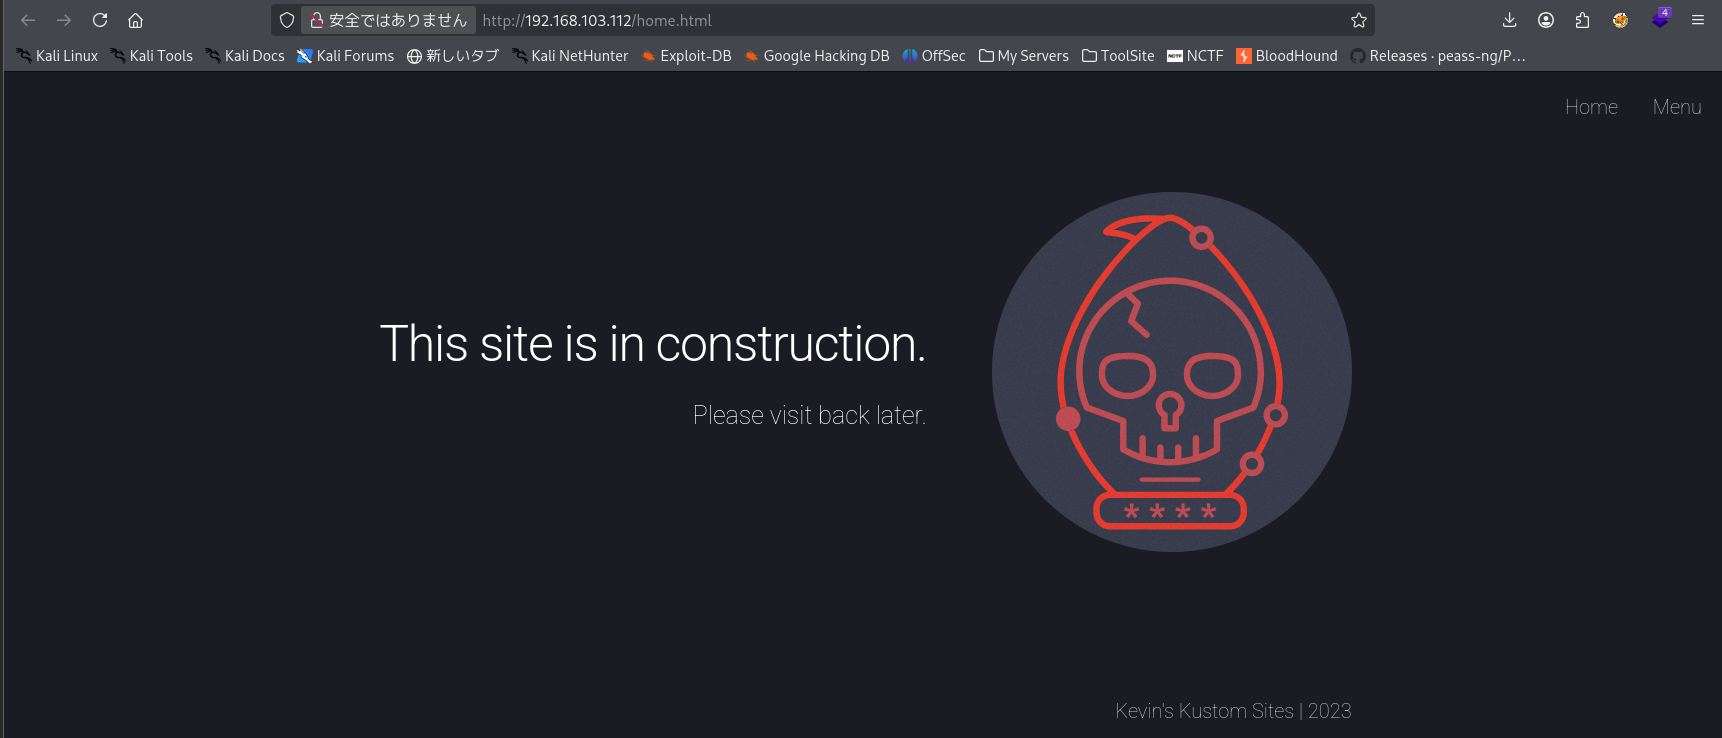 安全ではありません http://192.168.103.112/home.html 4
Kali Linux Kali Tools Kali Docs Kali Forums 新しいタブ Kali NetHunter Exploit-DB Google Hacking DB OffSec My Servers ToolSite NCTF NCTF BloodHound Releases · peass-ng/P…
Home Menu
This site is in construction.
Please visit back later.
* * * *
Kevin's Kustom Sites | 2023